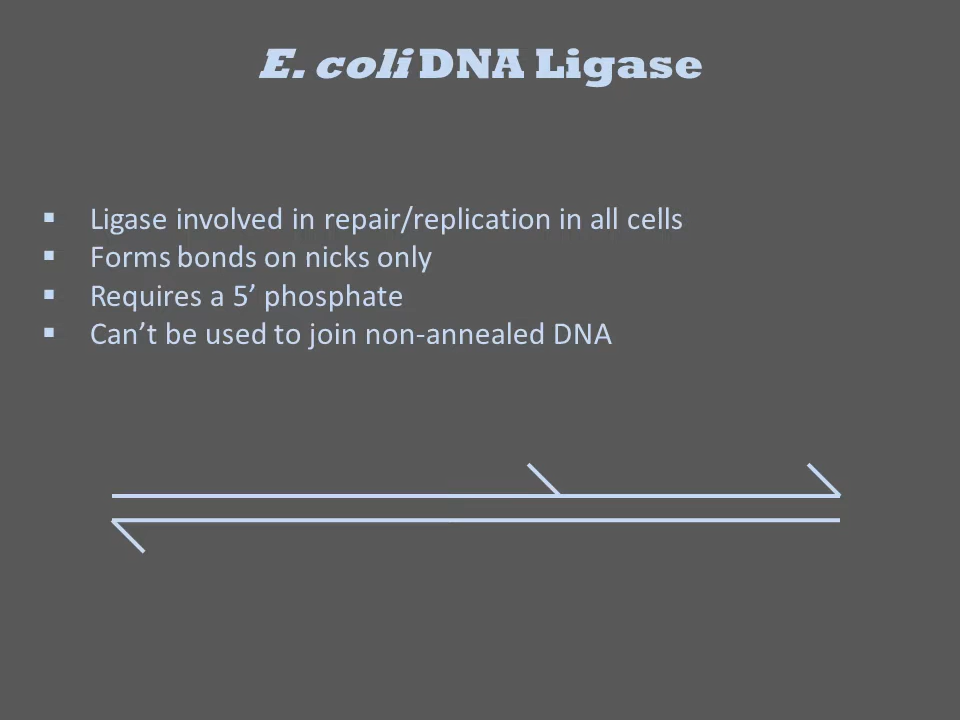 E. coli DNA Ligase
▪ Ligase involved in repair/replication in all cells
▪ Forms bonds on nicks only
▪ Requires a 5’ phosphate
▪ Can’t be used to join non-annealed DNA